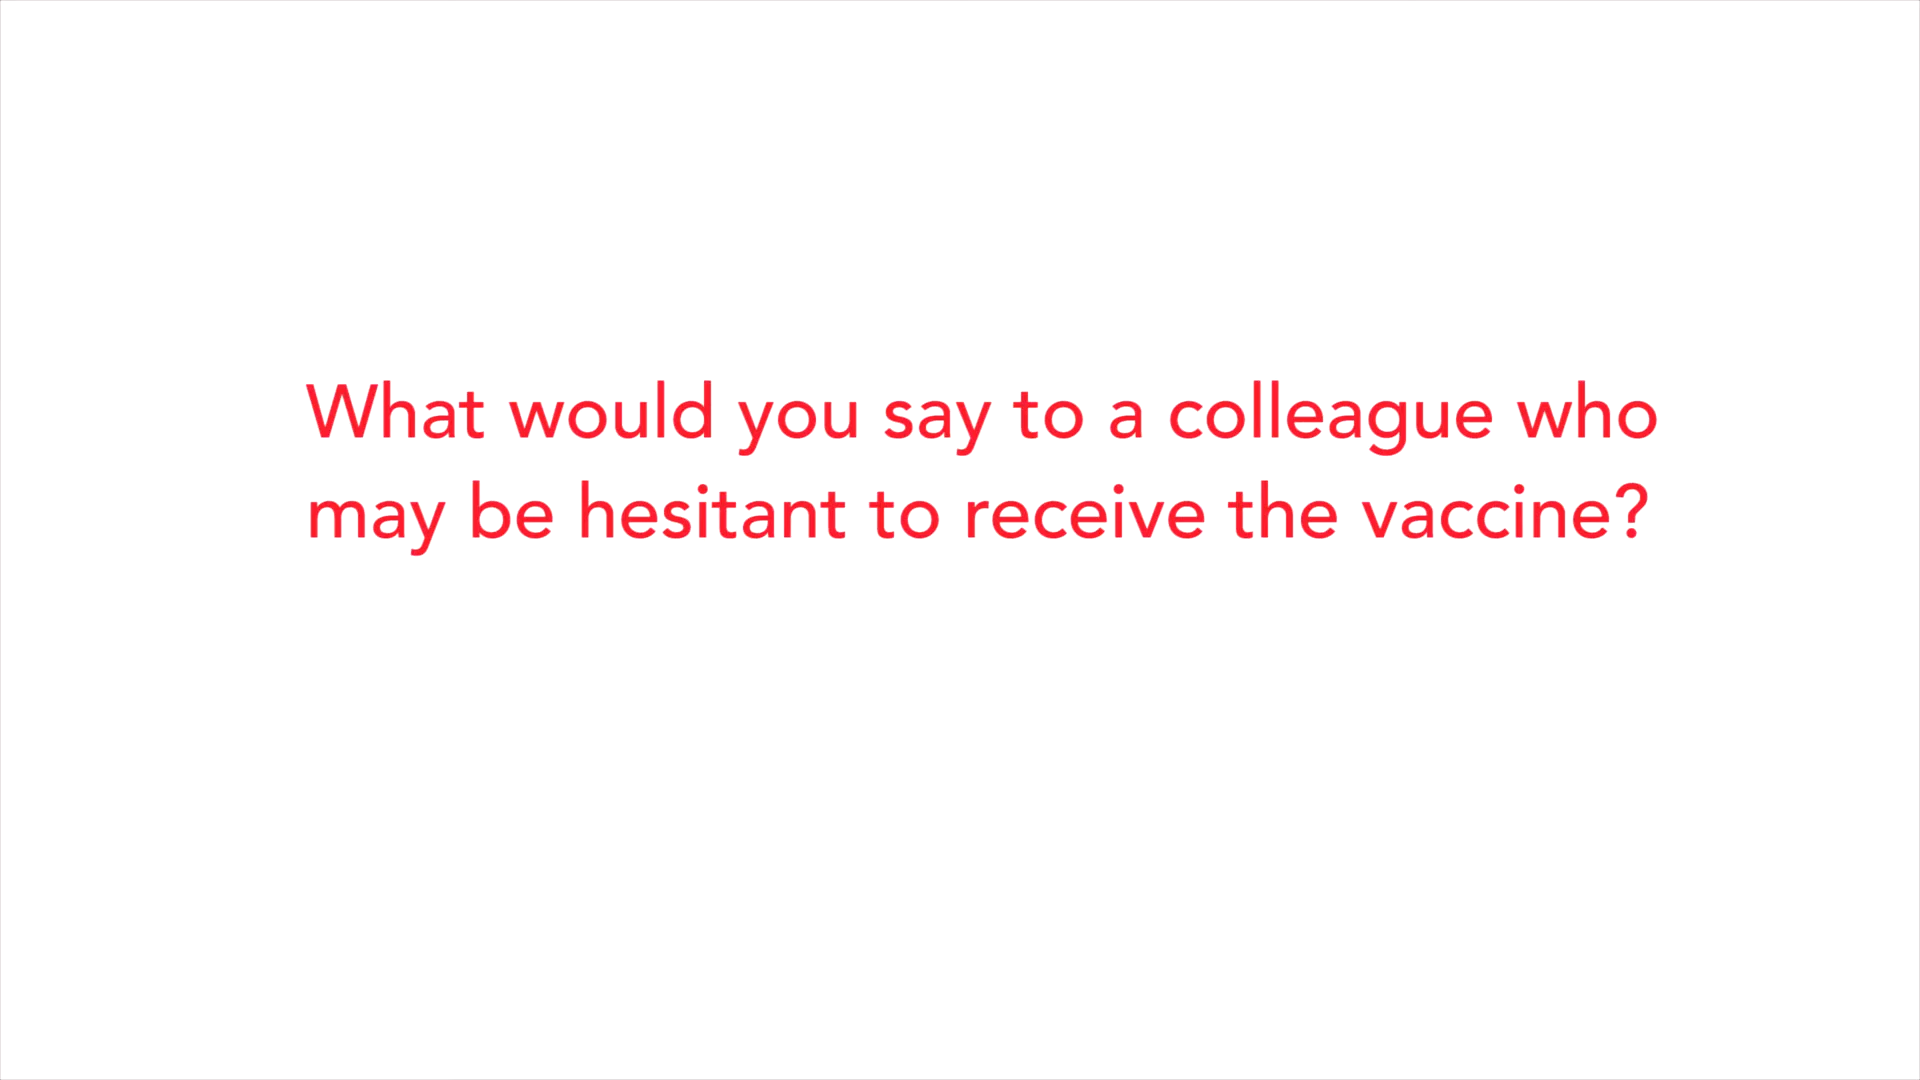 What would you say to a colleague who
may be hesitant to receive the vaccine?